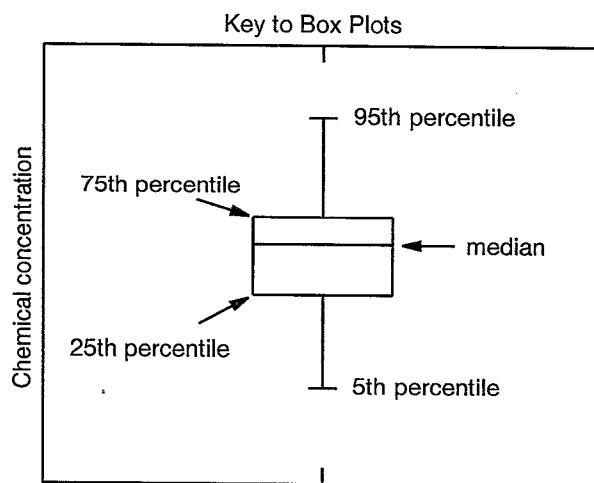 Key to Box Plots
95th percentile
75th percentile
median
25th percentile
5th percentile
Chemical concentration